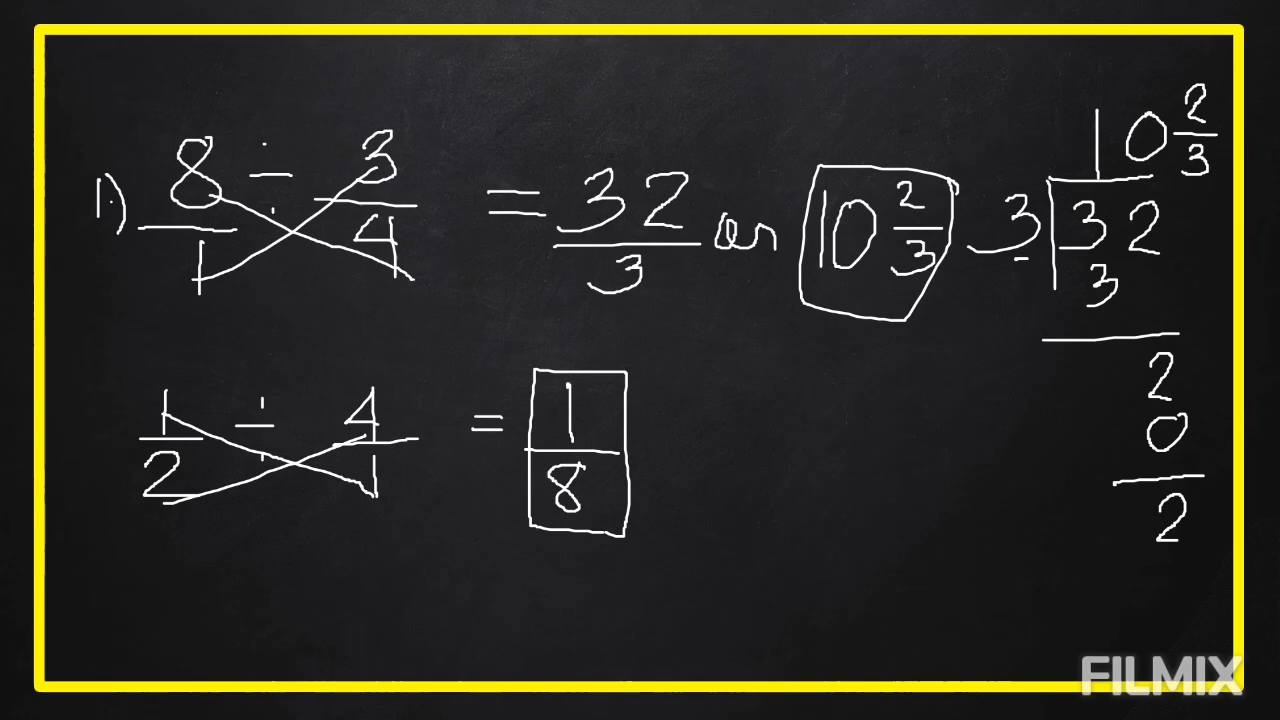 1.) 8/1 ÷ 3/4 = 32/3 or 10 2/3
10 2/3
3 32
3
2
0
2
1/2 ÷ 4/1 = 1/8
FILMIX